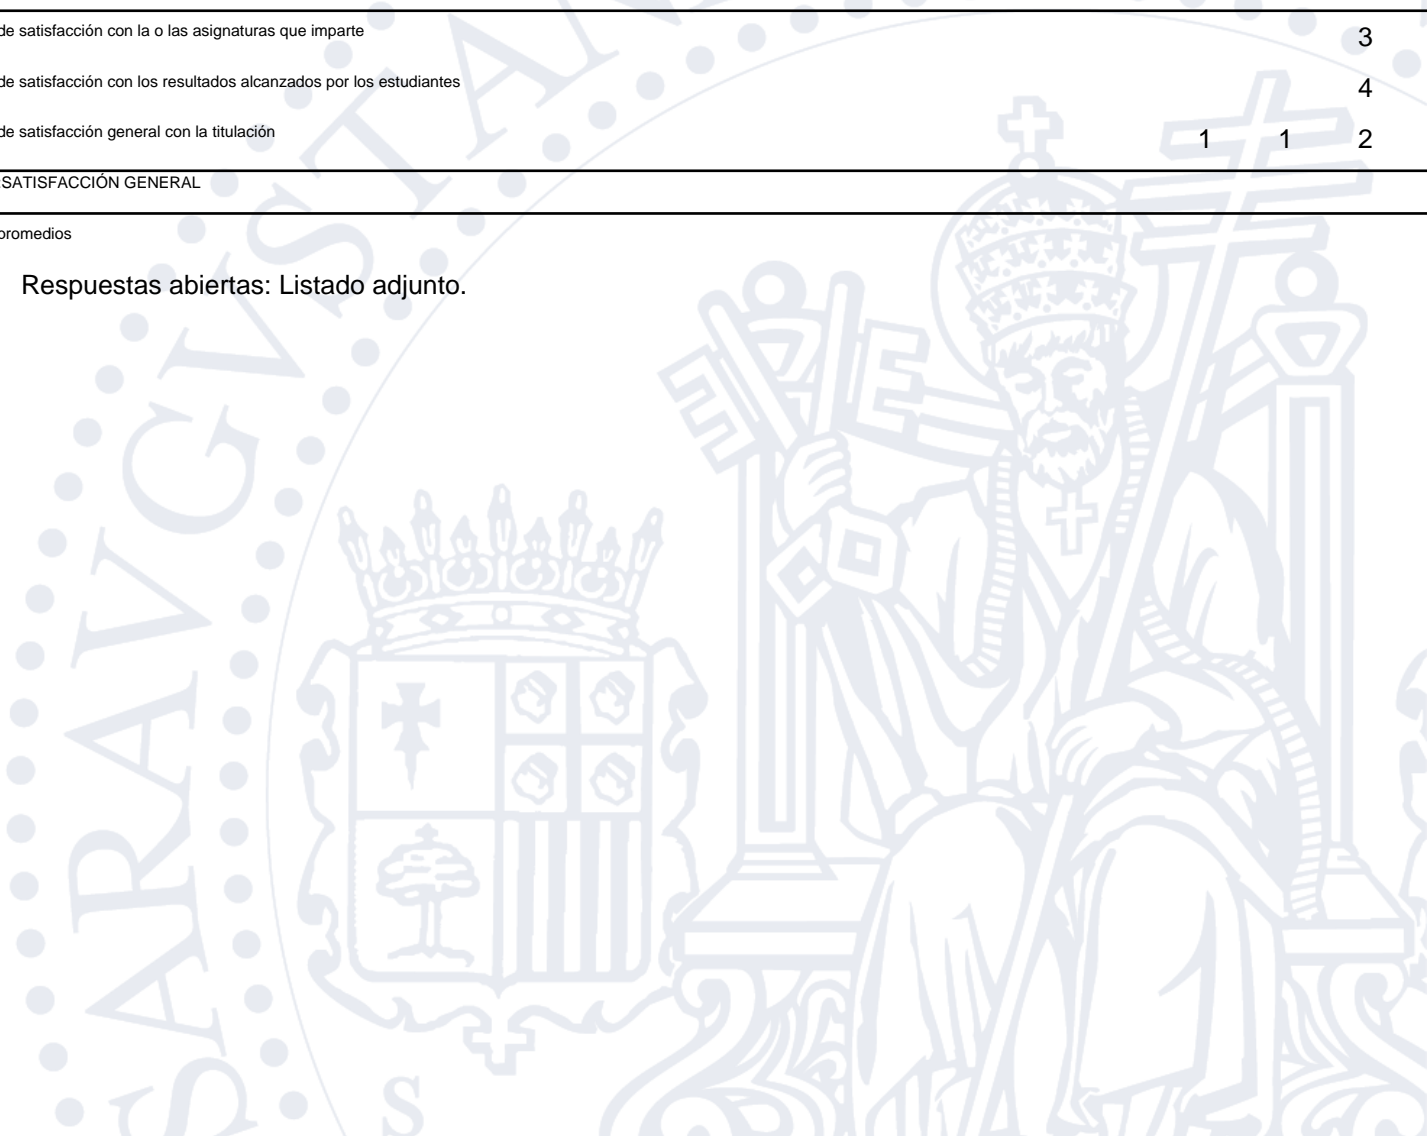 de satisfacción con la o las asignaturas que imparte 3
de satisfacción con los resultados alcanzados por los estudiantes 4
de satisfacción general con la titulación 1 1 2
SATISFACCIÓN GENERAL
promedios
Respuestas abiertas: Listado adjunto.
SARAVGVSTAN
S